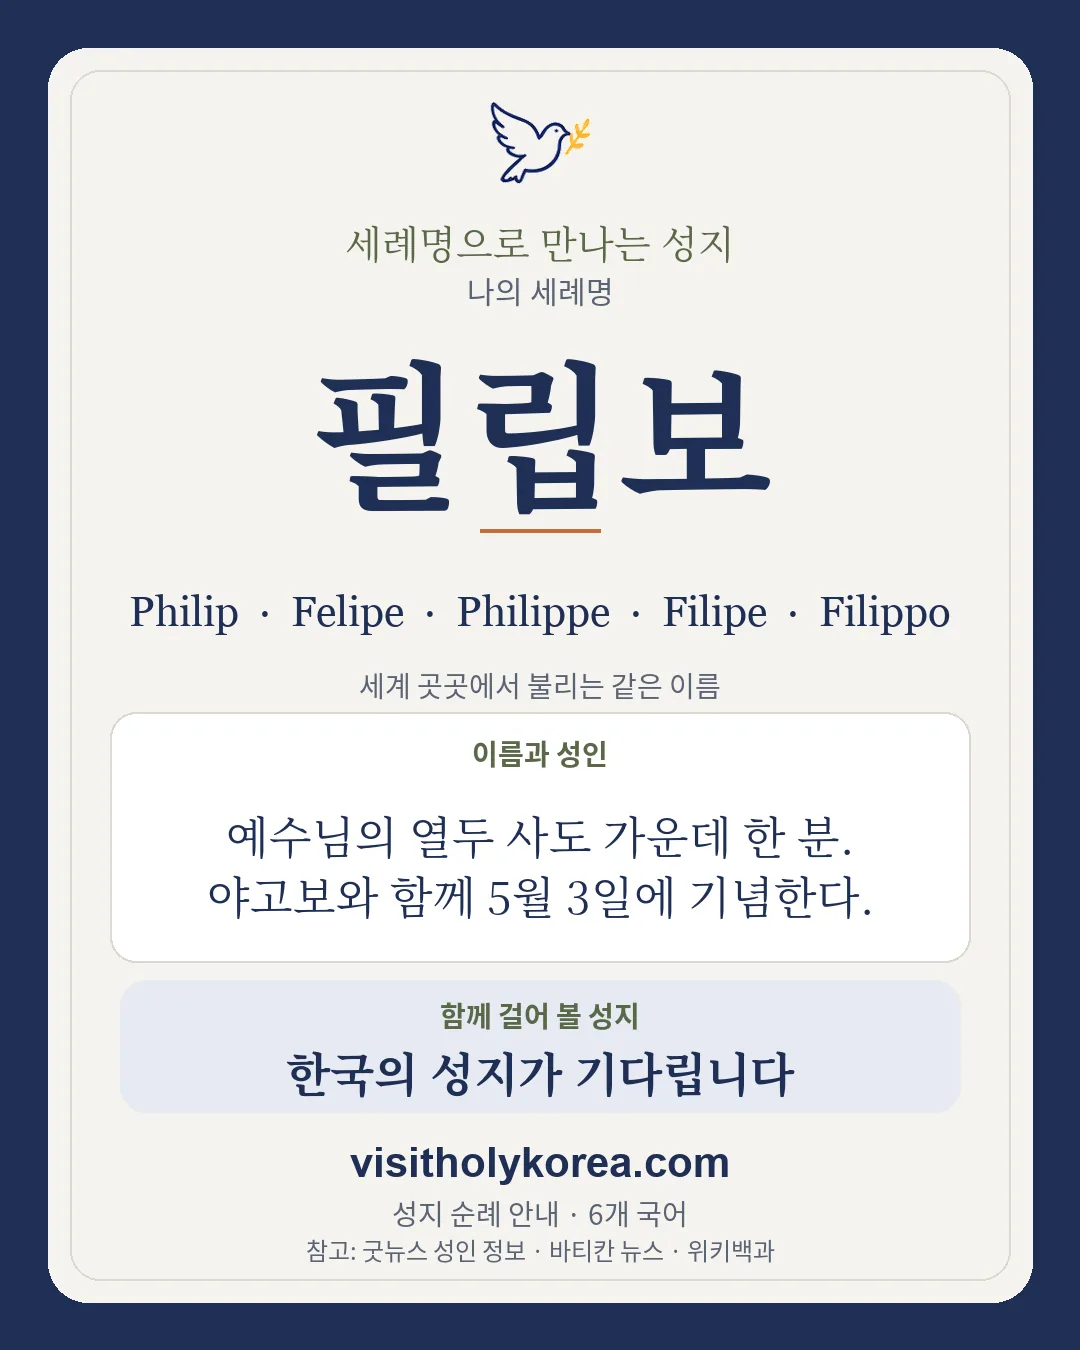 세례명으로 만나는 성지
나의 세례명
필립보
Philip · Felipe · Philippe · Filipe · Filippo
세계 곳곳에서 불리는 같은 이름
이름과 성인
예수님의 열두 사도 가운데 한 분.
야고보와 함께 5월 3일에 기념한다.
함께 걸어 볼 성지
한국의 성지가 기다립니다
visitholykorea.com
성지 순례 안내 · 6개 국어
참고: 굿뉴스 성인 정보 · 바티칸 뉴스 · 위키백과